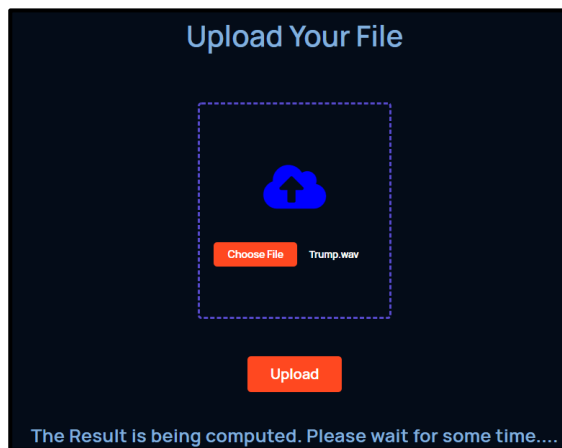 Upload Your File
Choose File Trump.wav
Upload
The Result is being computed. Please wait for some time....